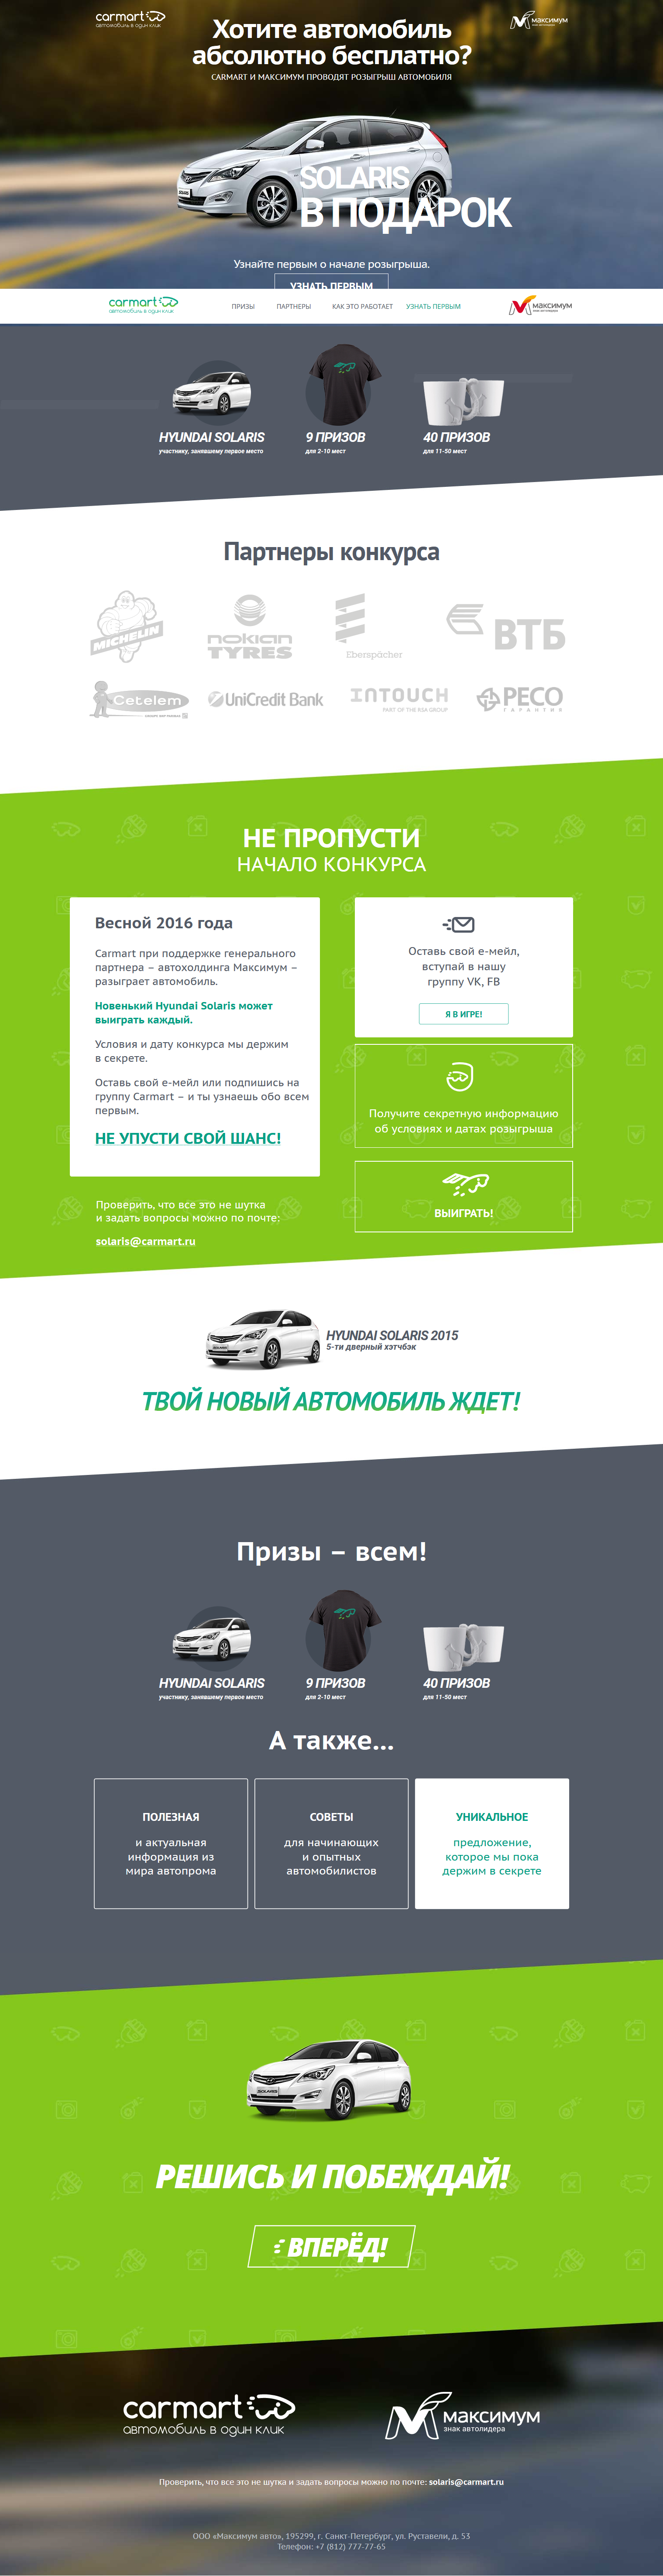 carmart
автомобиль в один клик
максимум
знак автолидера
Хотите автомобиль
абсолютно бесплатно?
CARMART И МАКСИМУМ ПРОВОДЯТ РОЗЫГРЫШ АВТОМОБИЛЯ
SOLARIS
SOLARIS
В ПОДАРОК
Узнайте первым о начале розыгрыша.
УЗНАТЬ ПЕРВЫМ
carmart
автомобиль в один клик
ПРИЗЫ
ПАРТНЕРЫ
КАК ЭТО РАБОТАЕТ
УЗНАТЬ ПЕРВЫМ
максимум
знак автолидера
HYUNDAI SOLARIS
участнику, занявшему первое место
9 ПРИЗОВ
для 2-10 мест
40 ПРИЗОВ
для 11-50 мест
Партнеры конкурса
MICHELIN
nokian
TYRES
Eberspächer
ВТБ
Cetelem
UniCredit Bank
INTOUCH
PART OF THE RSA GROUP
РЕСО
ГАРАНТИЯ
НЕ ПРОПУСТИ
НАЧАЛО КОНКУРСА
Весной 2016 года
Carmart при поддержке генерального
партнера – автохолдинга Максимум –
разыграет автомобиль.
Новенький Hyundai Solaris может
выиграть каждый.
Условия и дату конкурса мы держим
в секрете.
Оставь свой е-мейл или подпишись на
группу Carmart – и ты узнаешь обо всем
первым.
НЕ УПУСТИ СВОЙ ШАНС!
Проверить, что все это не шутка
и задать вопросы можно по почте:
solaris@carmart.ru
Оставь свой е-мейл,
вступай в нашу
группу VK, FB
Я В ИГРЕ!
Получите секретную информацию
об условиях и датах розыгрыша
ВЫИГРАТЬ!
HYUNDAI SOLARIS 2015
5-ти дверный хэтчбэк
ТВОЙ НОВЫЙ АВТОМОБИЛЬ ЖДЕТ!
Призы – всем!
HYUNDAI SOLARIS
участнику, занявшему первое место
9 ПРИЗОВ
для 2-10 мест
40 ПРИЗОВ
для 11-50 мест
А также...
ПОЛЕЗНАЯ
и актуальная
информация из
мира автопрома
СОВЕТЫ
для начинающих
и опытных
автомобилистов
УНИКАЛЬНОЕ
предложение,
которое мы пока
держим в секрете
SOLARIS
РЕШИСЬ И ПОБЕЖДАЙ!
ВПЕРЁД!
carmart
автомобиль в один клик
максимум
знак автолидера
Проверить, что все это не шутка и задать вопросы можно по почте: solaris@carmart.ru
ООО «Максимум авто», 195299, г. Санкт-Петербург, ул. Руставели, д. 53
Телефон: +7 (812) 777-77-65